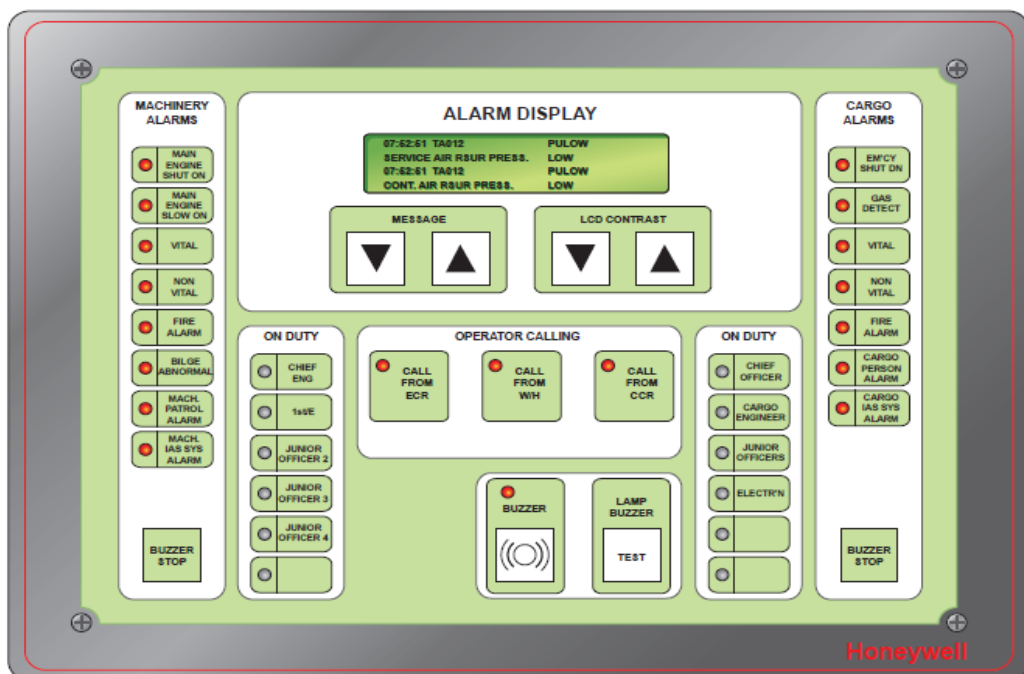 MACHINERY
ALARMS
MAIN
ENGINE
SHUT ON
MAIN
ENGINE
SLOW ON
VITAL
NON
VITAL
FIRE
ALARM
BILGE
ABNORMAL
MACH.
PATROL
ALARM
MACH.
IAS SYS
ALARM
BUZZER
STOP
ALARM DISPLAY
07:52:51 TA012 PULOW
SERVICE AIR RSUR PRESS. LOW
07:52:51 TA012 PULOW
CONT. AIR RSUR PRESS. LOW
MESSAGE
LCD CONTRAST
ON DUTY
CHIEF
ENG
1st/E
JUNIOR
OFFICER 2
JUNIOR
OFFICER 3
JUNIOR
OFFICER 4
OPERATOR CALLING
CALL
FROM
ECR
CALL
FROM
W/H
CALL
FROM
CCR
BUZZER
LAMP
BUZZER
TEST
ON DUTY
CHIEF
OFFICER
CARGO
ENGINEER
JUNIOR
OFFICERS
ELECTR'N
CARGO
ALARMS
EM'CY
SHUT DN
GAS
DETECT
VITAL
NON
VITAL
FIRE
ALARM
CARGO
PERSON
ALARM
CARGO
IAS SYS
ALARM
BUZZER
STOP
Honeywell